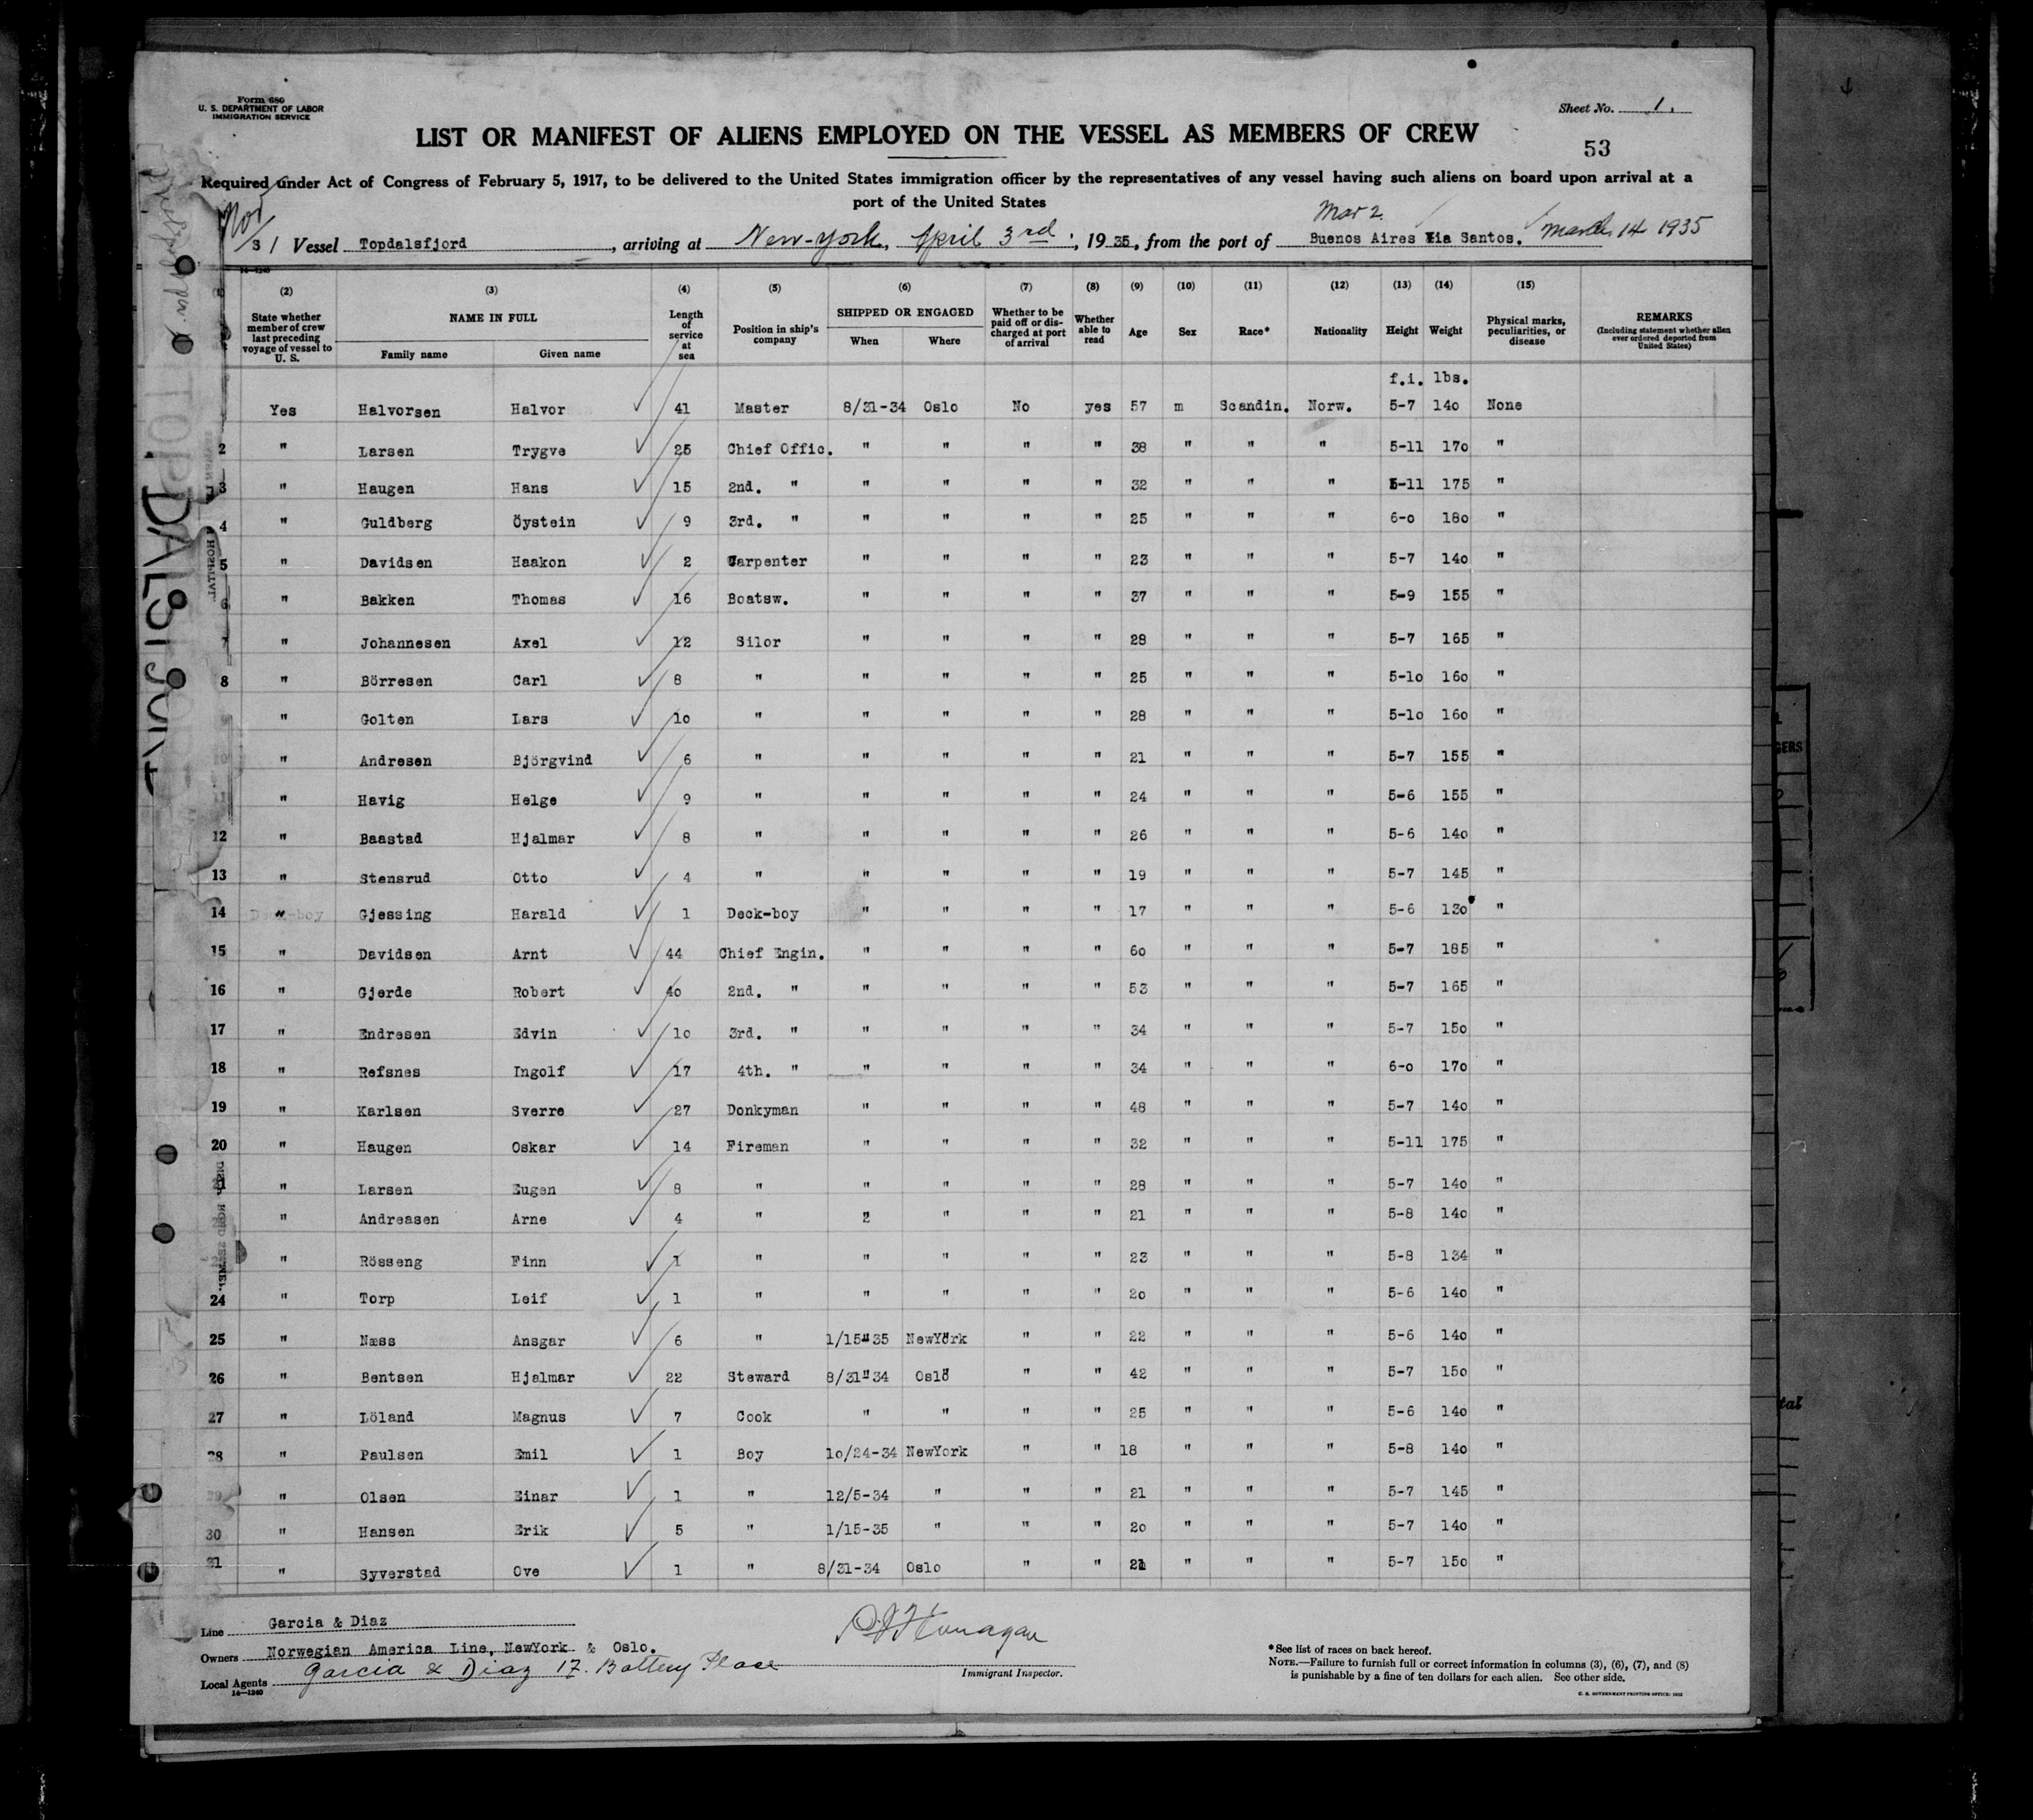 Form 680
U. S. DEPARTMENT OF LABOR
IMMIGRATION SERVICE
Sheet No. 1.
LIST OR MANIFEST OF ALIENS EMPLOYED ON THE VESSEL AS MEMBERS OF CREW
53
Required under Act of Congress of February 5, 1917, to be delivered to the United States immigration officer by the representatives of any vessel having such aliens on board upon arrival at a
port of the United States
Nor Mar 2.
S/ Vessel Topdalsfjord, arriving at New-York, April 3rd, 1935, from the port of Buenos Aires Via Santos. March 14 1935
(1) (2) (3) (4) (5) (6) (7) (8) (9) (10) (11) (12) (13) (14) (15)
State whether member of crew last preceding voyage of vessel to U. S. NAME IN FULL Family name Given name Length of service at sea Position in ship's company SHIPPED OR ENGAGED When Where Whether to be paid off or discharged at port of arrival Whether able to read Age Sex Race* Nationality Height Weight Physical marks, peculiarities, or disease REMARKS (Including statement whether alien ever ordered deported from United States)
f.i. lbs.
Yes Halvorsen Halvor 41 Master 8/31-34 Oslo No yes 57 m Scandin. Norw. 5-7 140 None
2 " Larsen Trygve 25 Chief Offic. " " " " 38 " " " 5-11 170 "
3 " Haugen Hans 15 2nd. " " " " " 32 " " " 5-11 175 "
4 " Guldberg Öystein 9 3rd. " " " " " 25 " " " 6-0 180 "
5 " Davidsen Haakon 2 Carpenter " " " " 23 " " " 5-7 140 "
6 " Bakken Thomas 16 Boatsw. " " " " 37 " " " 5-9 155 "
7 " Johannesen Axel 12 Silor " " " " 28 " " " 5-7 165 "
8 " Börresen Carl 8 " " " " " 25 " " " 5-10 160 "
" Golten Lars 10 " " " " " 28 " " " 5-10 160 "
10 " Andresen Björgvind 6 " " " " " 21 " " " 5-7 155 "
11 " Havig Helge 9 " " " " " 24 " " " 5-6 155 "
12 " Baastad Hjalmar 8 " " " " " 26 " " " 5-6 140 "
13 " Stensrud Otto 4 " " " " " 19 " " " 5-7 145 "
14 " Gjessing Harald 1 Deck-boy " " " " 17 " " " 5-6 130 "
15 " Davidsen Arnt 44 Chief Engin. " " " " 60 " " " 5-7 185 "
16 " Gjerde Robert 40 2nd. " " " " " 53 " " " 5-7 165 "
17 " Endresen Edvin 10 3rd. " " " " " 34 " " " 5-7 150 "
18 " Refsnes Ingolf 17 4th. " " " " " 34 " " " 6-0 170 "
19 " Karlsen Sverre 27 Donkyman " " " " 48 " " " 5-7 140 "
20 " Haugen Oskar 14 Fireman " " " " 32 " " " 5-11 175 "
21 " Larsen Eugen 8 " " " " " 28 " " " 5-7 140 "
" Andreasen Arne 4 " 2 " " " 21 " " " 5-8 140 "
" Rösseng Finn 1 " " " " " 23 " " " 5-8 134 "
24 " Torp Leif 1 " " " " " 20 " " " 5-6 140 "
25 " Næss Ansgar 6 " 1/15-35 NewYork " " 22 " " " 5-6 140 "
26 " Bentsen Hjalmar 22 Steward 8/31-34 Oslo " " 42 " " " 5-7 150 "
27 " Löland Magnus 7 Cook " " " " 25 " " " 5-6 140 "
28 " Paulsen Emil 1 Boy 10/24-34 NewYork " " 18 " " " 5-8 140 "
29 " Olsen Einar 1 " 12/5-34 " " " 21 " " " 5-7 145 "
30 " Hansen Erik 5 " 1/15-35 " " " 20 " " " 5-7 140 "
31 " Syverstad Ove 1 " 8/31-34 Oslo " " 21 " " " 5-7 150 "
Line Garcia & Diaz
Owners Norwegian America Line, NewYork & Oslo.
Local Agents Garcia & Diaz 17. Battery Place
14—1240
Immigrant Inspector.
*See list of races on back hereof.
NOTE.—Failure to furnish full or correct information in columns (3), (6), (7), and (8)
is punishable by a fine of ten dollars for each alien. See other side.
U. S. GOVERNMENT PRINTING OFFICE: 1932